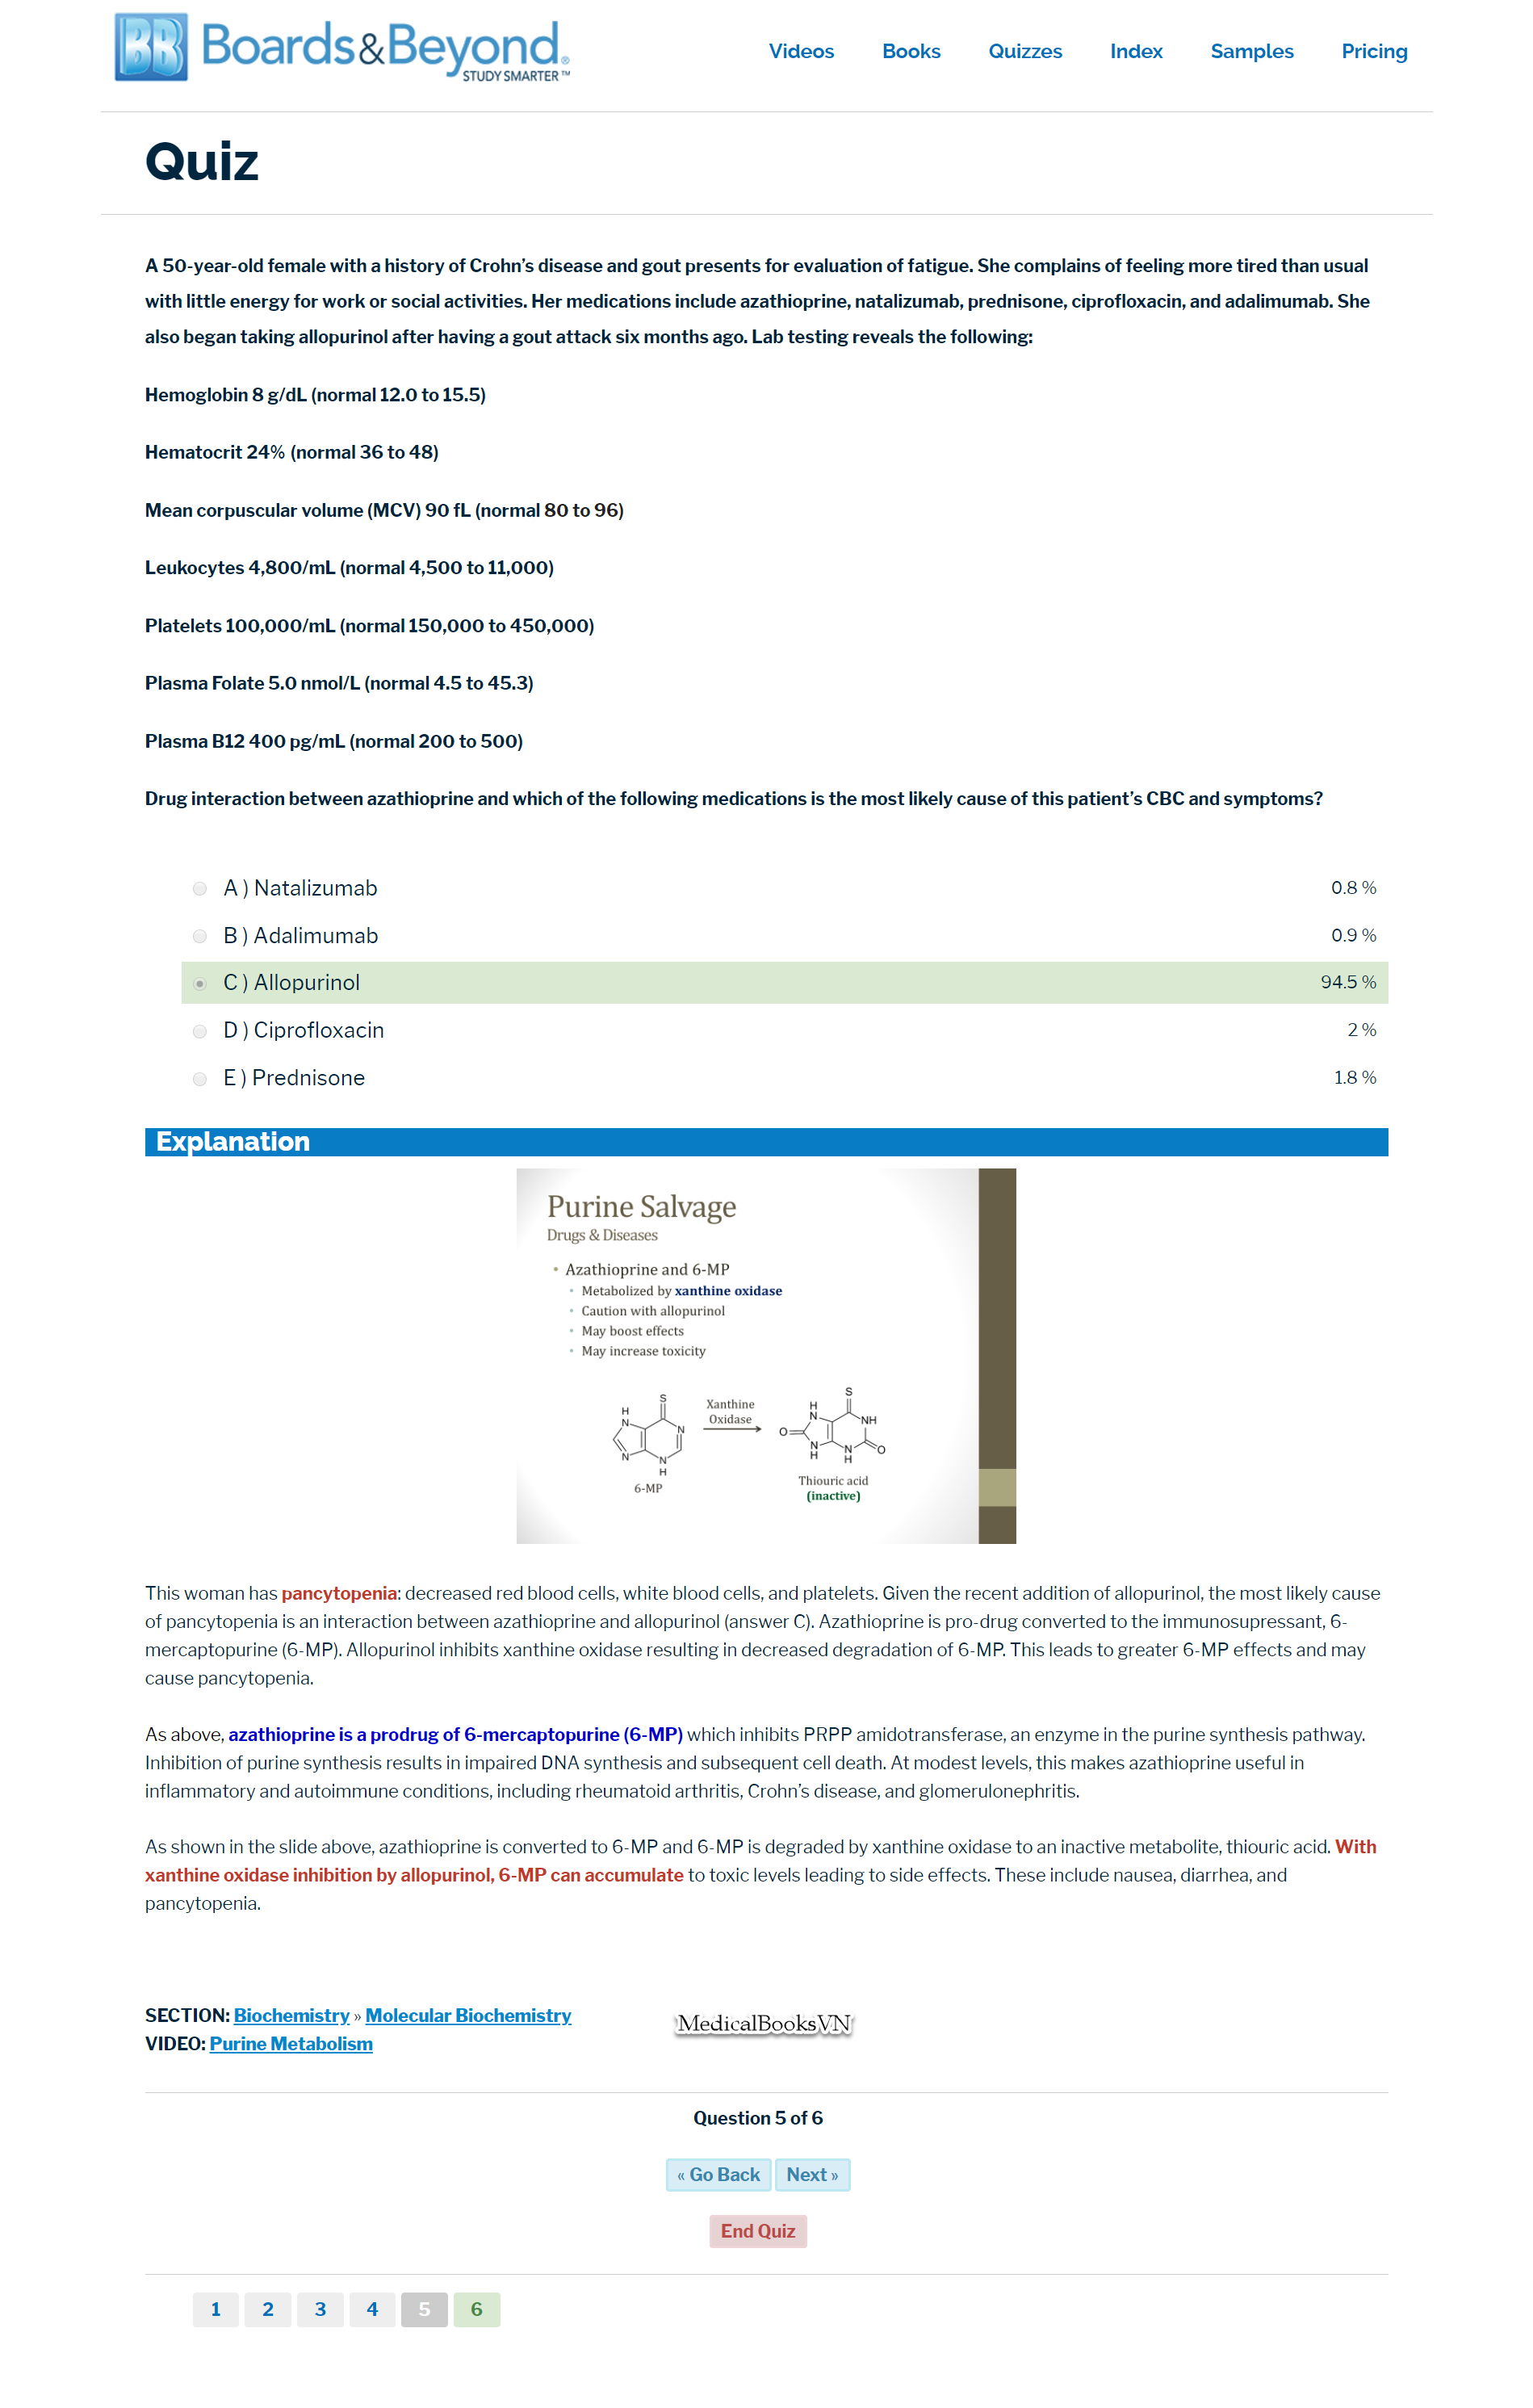 BB Boards&Beyond®
STUDY SMARTER™
Videos Books Quizzes Index Samples Pricing
Quiz
A 50-year-old female with a history of Crohn’s disease and gout presents for evaluation of fatigue. She complains of feeling more tired than usual
with little energy for work or social activities. Her medications include azathioprine, natalizumab, prednisone, ciprofloxacin, and adalimumab. She
also began taking allopurinol after having a gout attack six months ago. Lab testing reveals the following:
Hemoglobin 8 g/dL (normal 12.0 to 15.5)
Hematocrit 24% (normal 36 to 48)
Mean corpuscular volume (MCV) 90 fL (normal 80 to 96)
Leukocytes 4,800/mL (normal 4,500 to 11,000)
Platelets 100,000/mL (normal 150,000 to 450,000)
Plasma Folate 5.0 nmol/L (normal 4.5 to 45.3)
Plasma B12 400 pg/mL (normal 200 to 500)
Drug interaction between azathioprine and which of the following medications is the most likely cause of this patient’s CBC and symptoms?
A ) Natalizumab 0.8 %
B ) Adalimumab 0.9 %
C ) Allopurinol 94.5 %
D ) Ciprofloxacin 2 %
E ) Prednisone 1.8 %
Explanation
Purine Salvage
Drugs & Diseases
• Azathioprine and 6-MP
• Metabolized by xanthine oxidase
• Caution with allopurinol
• May boost effects
• May increase toxicity
H N N S N N H
6-MP
Xanthine
Oxidase
O H N N H S NH N H O
Thiouric acid
(inactive)
This woman has pancytopenia: decreased red blood cells, white blood cells, and platelets. Given the recent addition of allopurinol, the most likely cause
of pancytopenia is an interaction between azathioprine and allopurinol (answer C). Azathioprine is pro-drug converted to the immunosupressant, 6-
mercaptopurine (6-MP). Allopurinol inhibits xanthine oxidase resulting in decreased degradation of 6-MP. This leads to greater 6-MP effects and may
cause pancytopenia.
As above, azathioprine is a prodrug of 6-mercaptopurine (6-MP) which inhibits PRPP amidotransferase, an enzyme in the purine synthesis pathway.
Inhibition of purine synthesis results in impaired DNA synthesis and subsequent cell death. At modest levels, this makes azathioprine useful in
inflammatory and autoimmune conditions, including rheumatoid arthritis, Crohn’s disease, and glomerulonephritis.
As shown in the slide above, azathioprine is converted to 6-MP and 6-MP is degraded by xanthine oxidase to an inactive metabolite, thiouric acid. With
xanthine oxidase inhibition by allopurinol, 6-MP can accumulate to toxic levels leading to side effects. These include nausea, diarrhea, and
pancytopenia.
SECTION: Biochemistry » Molecular Biochemistry
VIDEO: Purine Metabolism
MedicalBooksVN
Question 5 of 6
« Go Back Next »
End Quiz
1 2 3 4 5 6